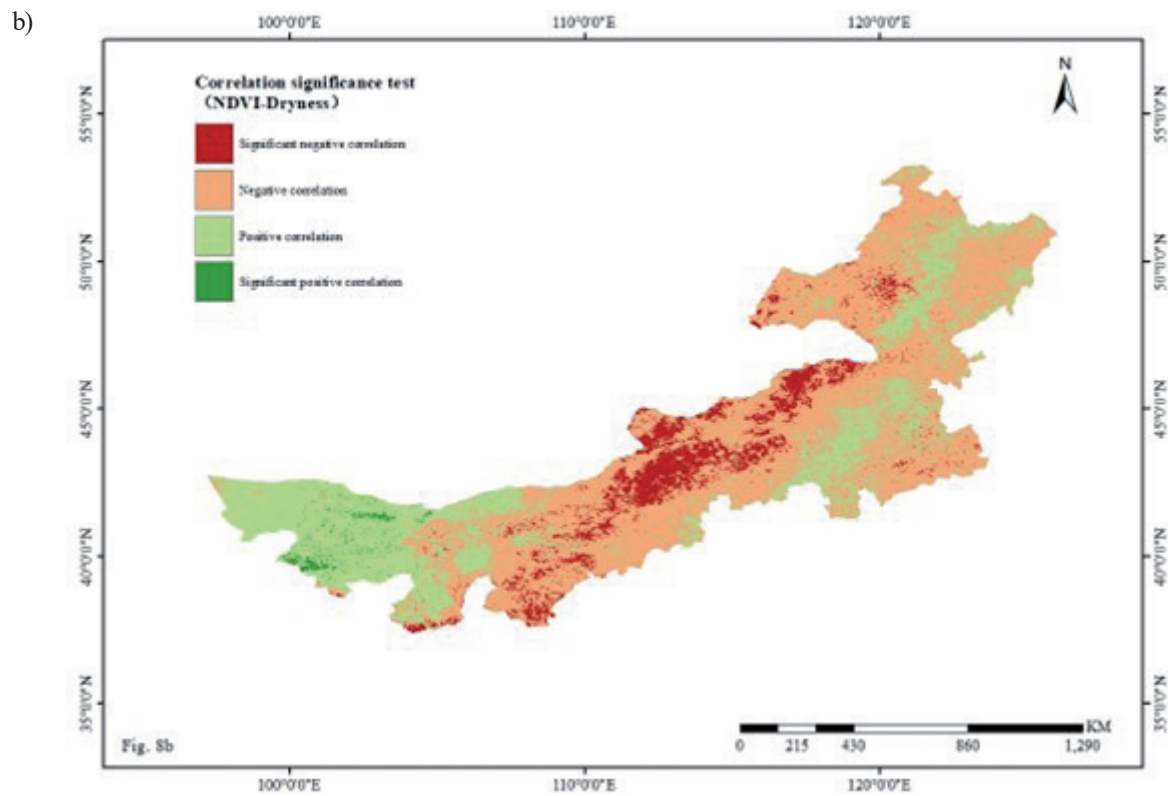 b)
100°0'0"E 110°0'0"E 120°0'0"E
Correlation significance test
(NDVI-Dryness)
Significant negative correlation
Negative correlation
Positive correlation
Significant positive correlation
N
55°0'0"N 55°0'0"N
50°0'0"N 50°0'0"N
45°0'0"N 45°0'0"N
40°0'0"N 40°0'0"N
35°0'0"N 35°0'0"N
KM
0 215 430 860 1,290
Fig. 8b
100°0'0"E 110°0'0"E 120°0'0"E